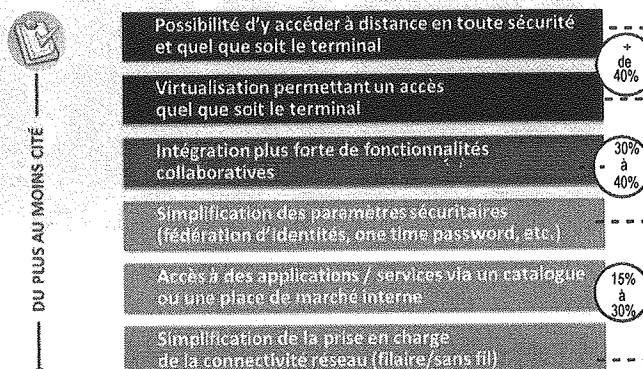 DU PLUS AU MOINS CITÉ
Possibilité d'y accéder à distance en toute sécurité
et quel que soit le terminal
Virtualisation permettant un accès
quel que soit le terminal
+
de
40%
Intégration plus forte de fonctionnalités
collaboratives
30%
à
40%
Simplification des paramètres sécuritaires
(fédération d'identités, one time password, etc.)
Accès à des applications / services via un catalogue
ou une place de marché interne
15%
à
30%
Simplification de la prise en charge
de la connectivité réseau (filaire/sans fil)